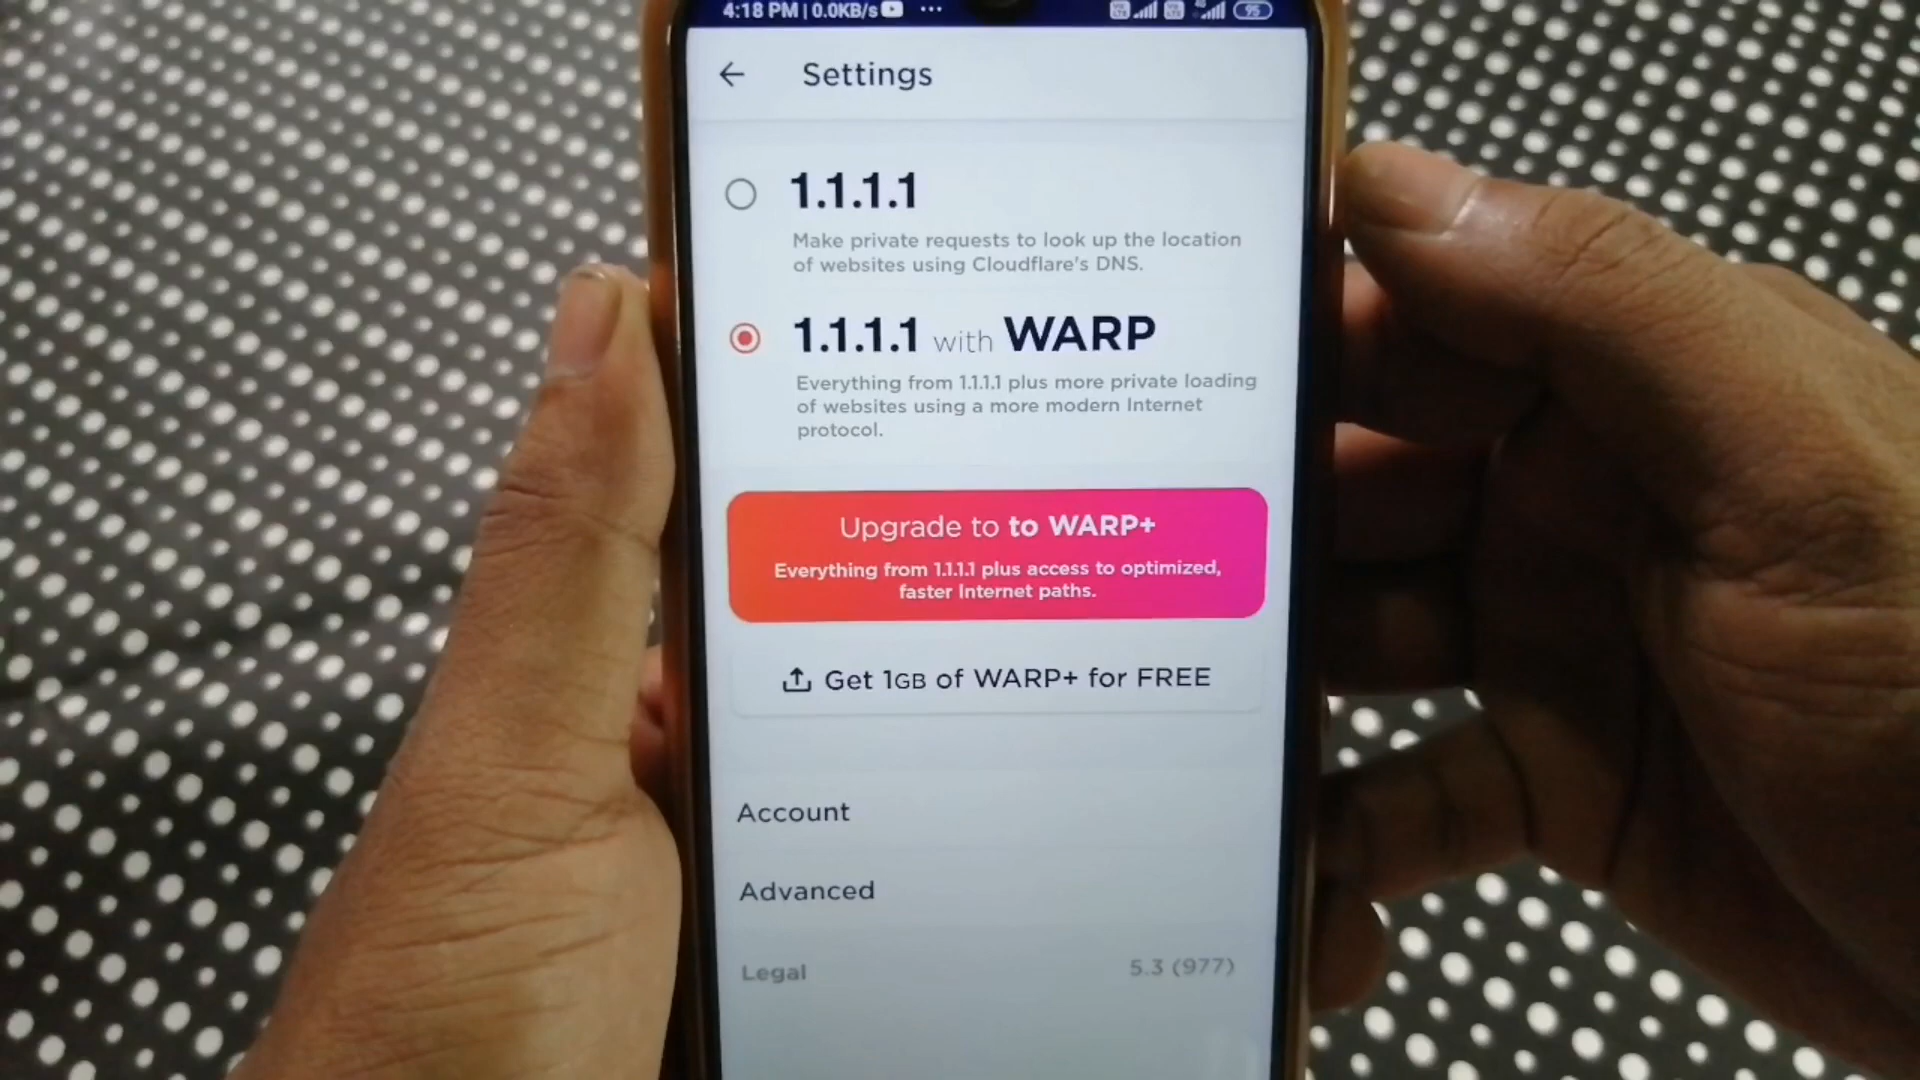 4:18 PM | 0.0KB/s ... 95
Settings
1.1.1.1
Make private requests to look up the location
of websites using Cloudflare's DNS.
1.1.1.1 with WARP
Everything from 1.1.1.1 plus more private loading
of websites using a more modern Internet
protocol.
Upgrade to to WARP+
Everything from 1.1.1.1 plus access to optimized,
faster Internet paths.
Get 1GB of WARP+ for FREE
Account
Advanced
Legal 5.3 (977)